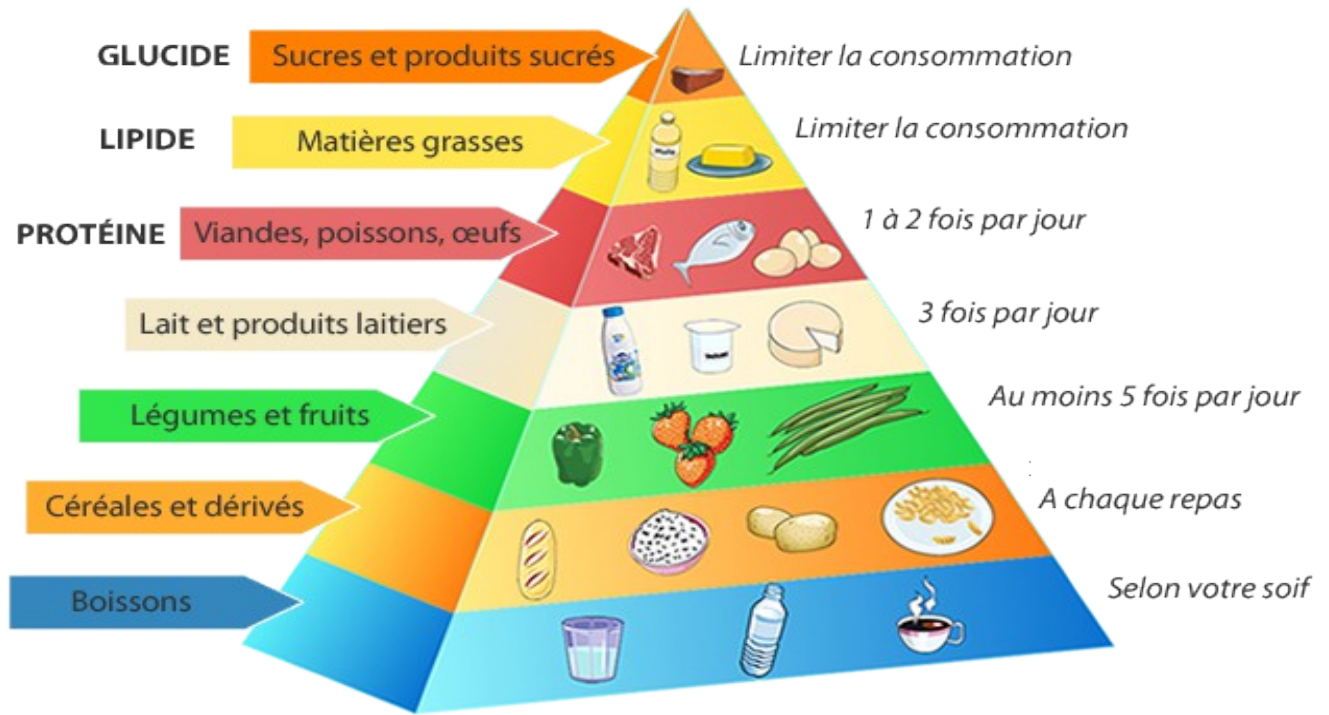 GLUCIDE Sucres et produits sucrés Limiter la consommation
LIPIDE Matières grasses Limiter la consommation
PROTÉINE Viandes, poissons, œufs 1 à 2 fois par jour
Lait et produits laitiers 3 fois par jour
Légumes et fruits Au moins 5 fois par jour
Céréales et dérivés A chaque repas
Boissons Selon votre soif